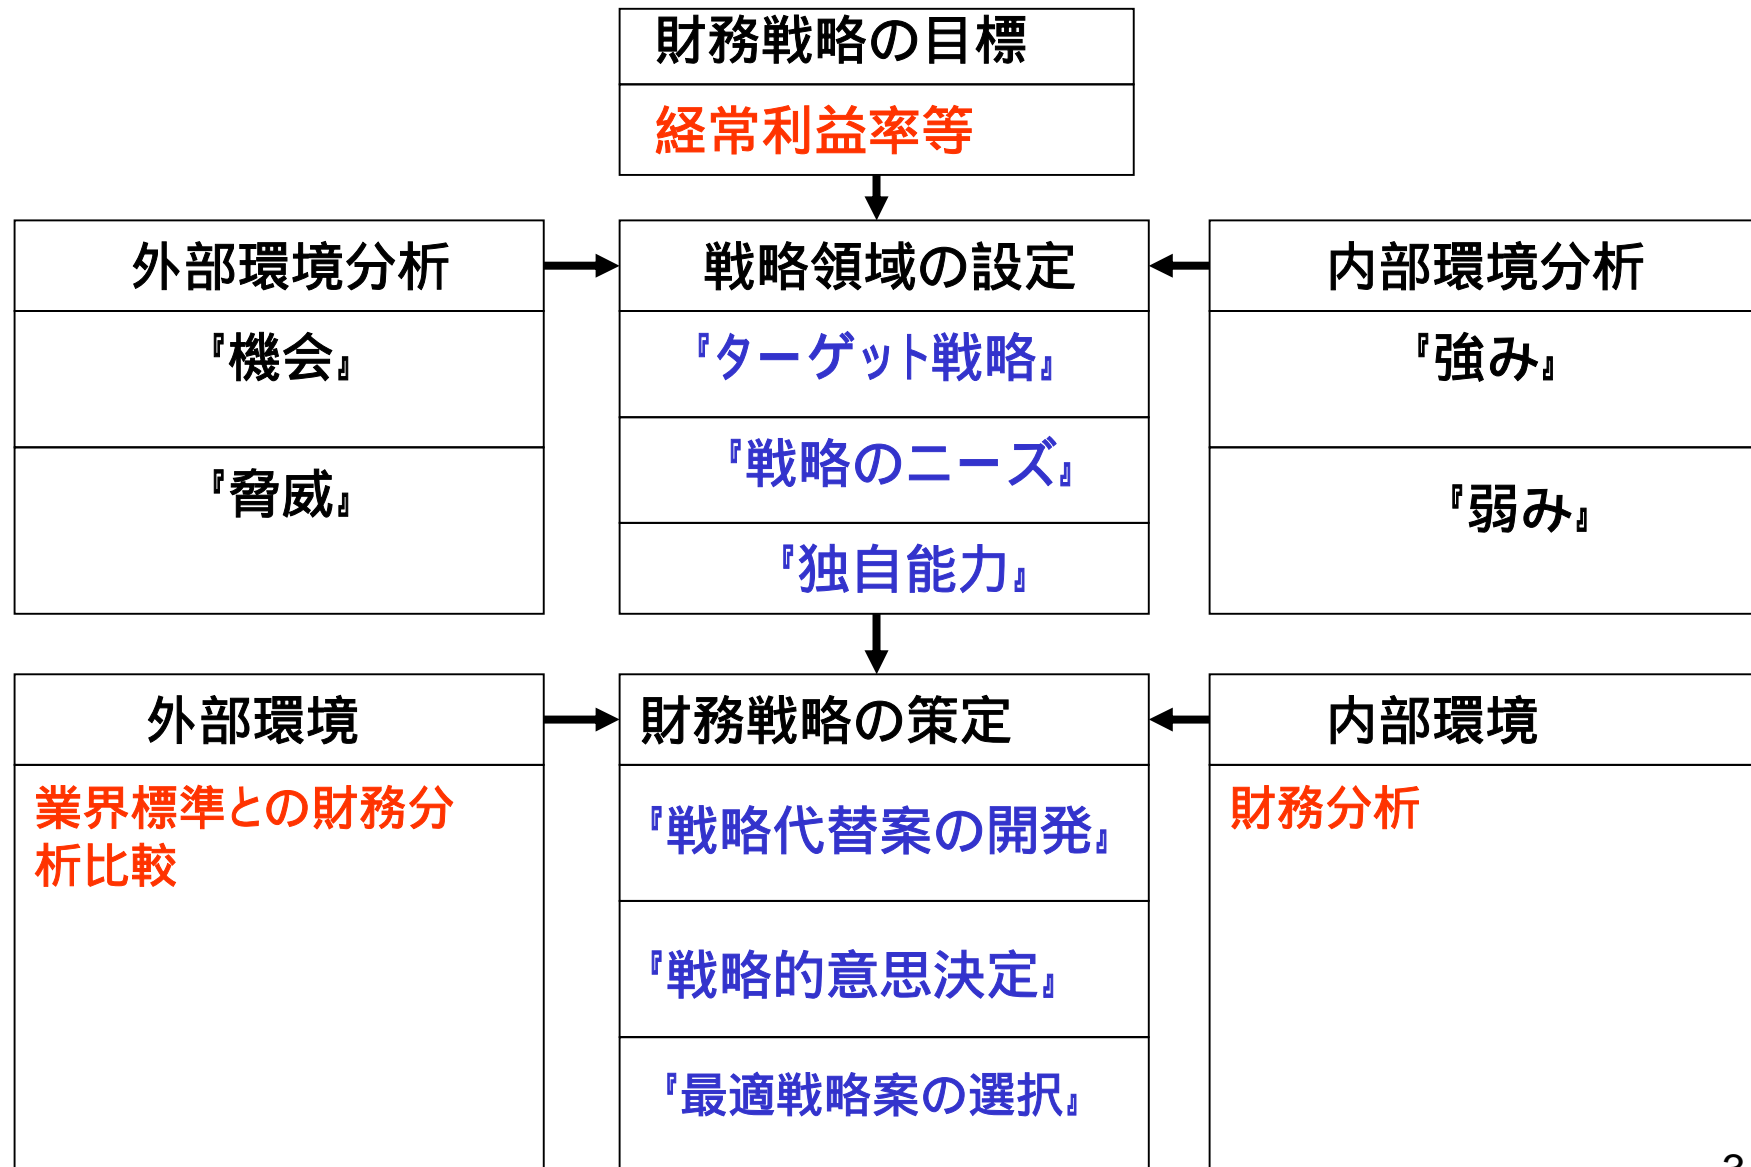 財務戦略の目標
経常利益率等
外部環境分析
『機会』
『脅威』
戦略領域の設定
『ターゲット戦略』
『戦略のニーズ』
『独自能力』
内部環境分析
『強み』
『弱み』
外部環境
業界標準との財務分
析比較
財務戦略の策定
『戦略代替案の開発』
『戦略的意思決定』
『最適戦略案の選択』
内部環境
財務分析